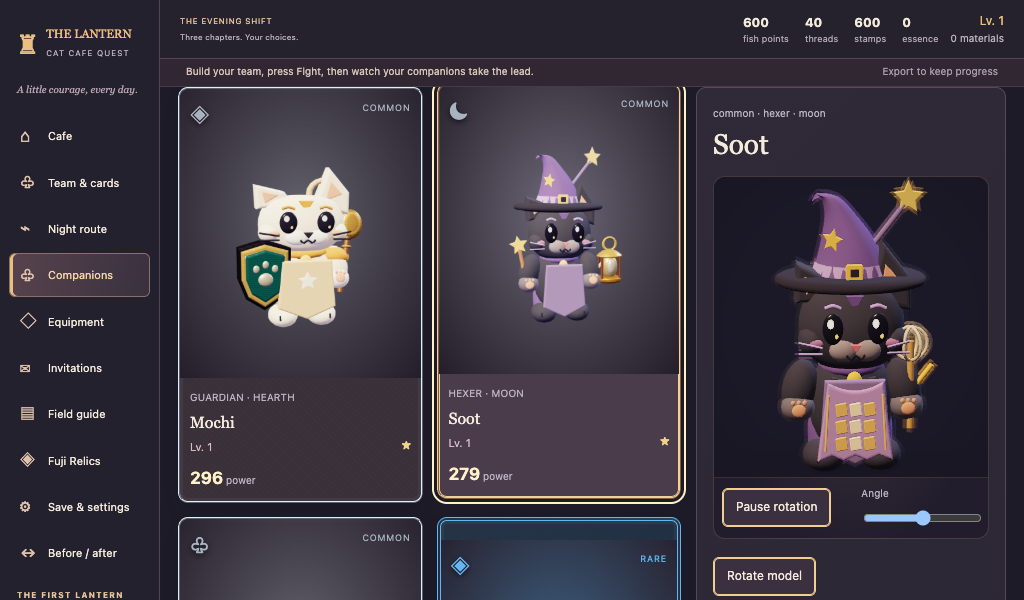 THE LANTERN
CAT CAFE QUEST
A little courage, every day.
Cafe
Team & cards
Night route
Companions
Equipment
Invitations
Field guide
Fuji Relics
Save & settings
Before / after
THE FIRST LANTERN
THE EVENING SHIFT
Three chapters. Your choices.
600
fish points
40
threads
600
stamps
0
essence
Lv. 1
0 materials
Build your team, press Fight, then watch your companions take the lead.
Export to keep progress
COMMON
GUARDIAN · HEARTH
Mochi
Lv. 1
296 power
COMMON
HEXER · MOON
Soot
Lv. 1
279 power
COMMON
RARE
common · hexer · moon
Soot
Pause rotation
Angle
Rotate model